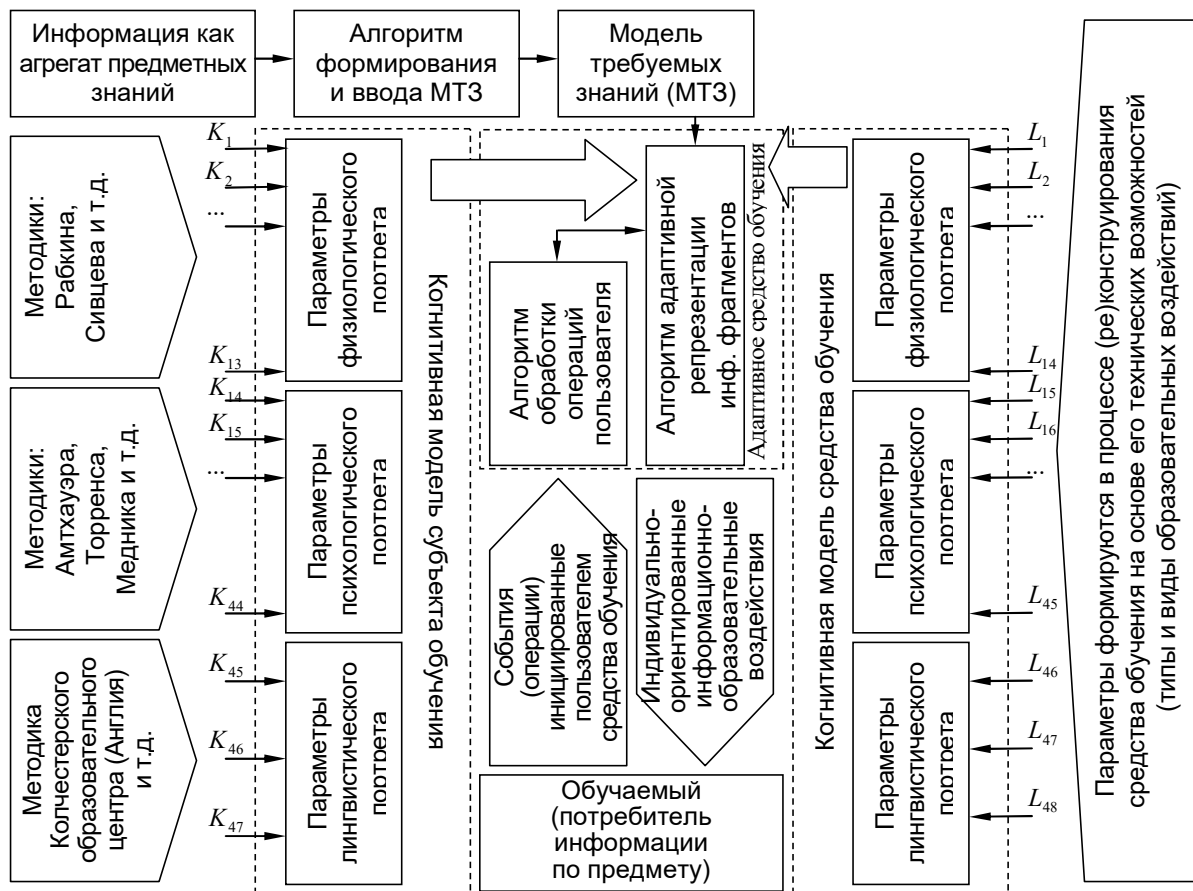 Информация как
агрегат предметных
знаний
Алгоритм
формирования
и ввода МТЗ
Модель
требуемых
знаний (МТЗ)
Методики:
Рабкина,
Сивцева и т.д.
K1
K2
...
K13
Параметры
физиологического
портрета
Методики:
Амтхауэра,
Торренса,
Медника и т.д.
K14
K15
...
K44
Параметры
психологического
портрета
Методика
Колчестерского
образовательного
центра (Англия)
и т.д.
K45
K46
K47
Параметры
лингвистического
портрета
Когнитивная модель субъекта обучения
Алгоритм
обработки
операций
пользователя
Алгоритм адаптивной
репрезентации
инф. фрагментов
Адаптивное средство обучения
События
(операции)
инициированные
пользователем
средства обучения
Индивидуально-
ориентированные
информационно-
образовательные
воздействия
Обучаемый
(потребитель
информации
по предмету)
Когнитивная модель средства обучения
Параметры
физиологического
портрета
L1
L2
...
L14
Параметры
психологического
портрета
L15
L16
...
L45
Параметры
лингвистического
портрета
L46
L47
L48
Параметры формируются в процессе (ре)конструирования
средства обучения на основе его технических возможностей
(типы и виды образовательных воздействий)